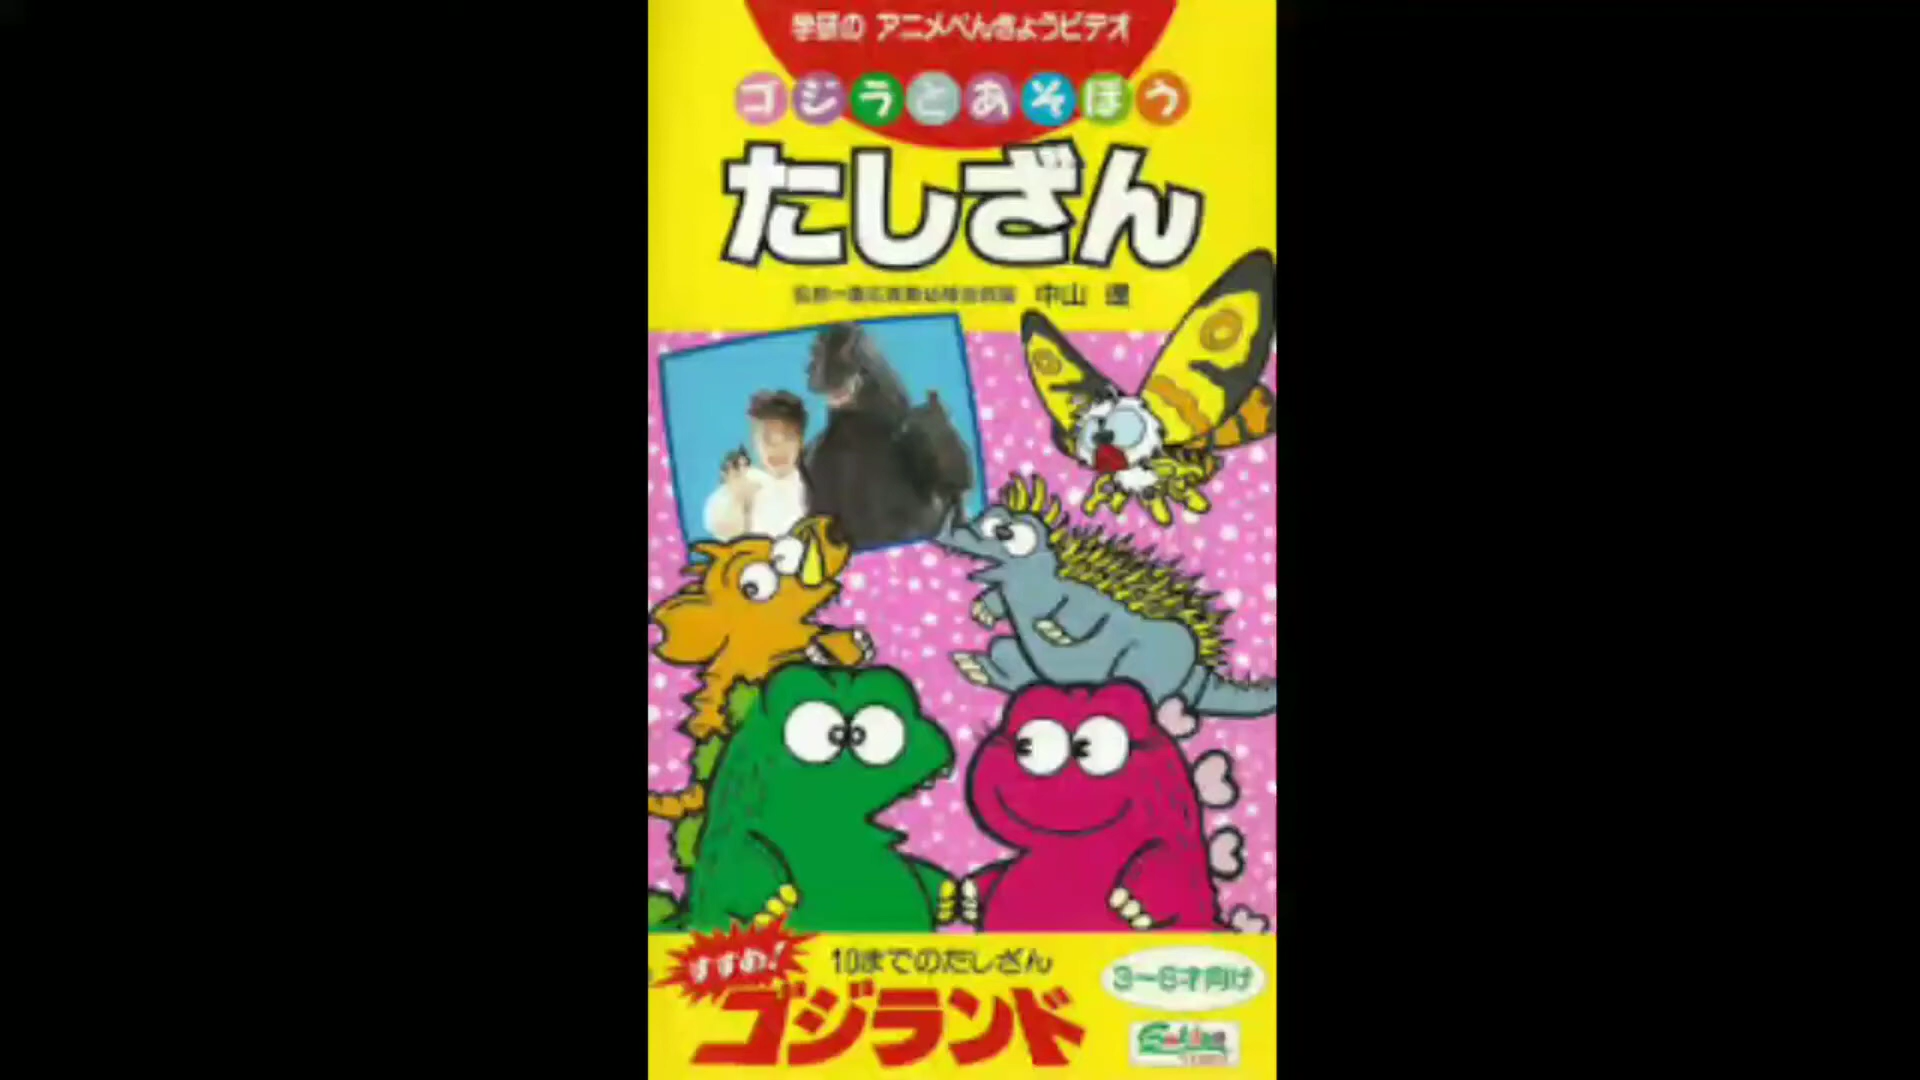 学研の アニメべんきょうビデオ
ゴジラとあそぼう
たしざん
中山 理
すすめ!
10までのたしざん
ゴジランド
3〜6才向け